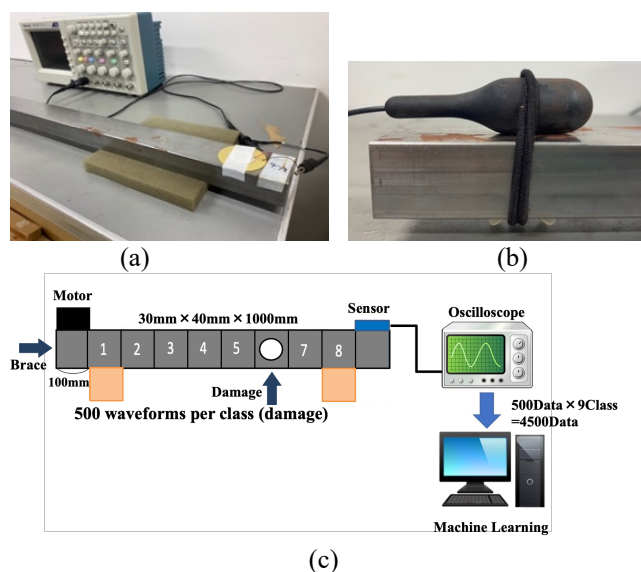 (a)
(b)
Motor
30mm×40mm×1000mm
Sensor
Oscilloscope
Brace
1 2 3 4 5 7 8
100mm
Damage
500 waveforms per class (damage)
500Data×9Class
=4500Data
Machine Learning
(c)